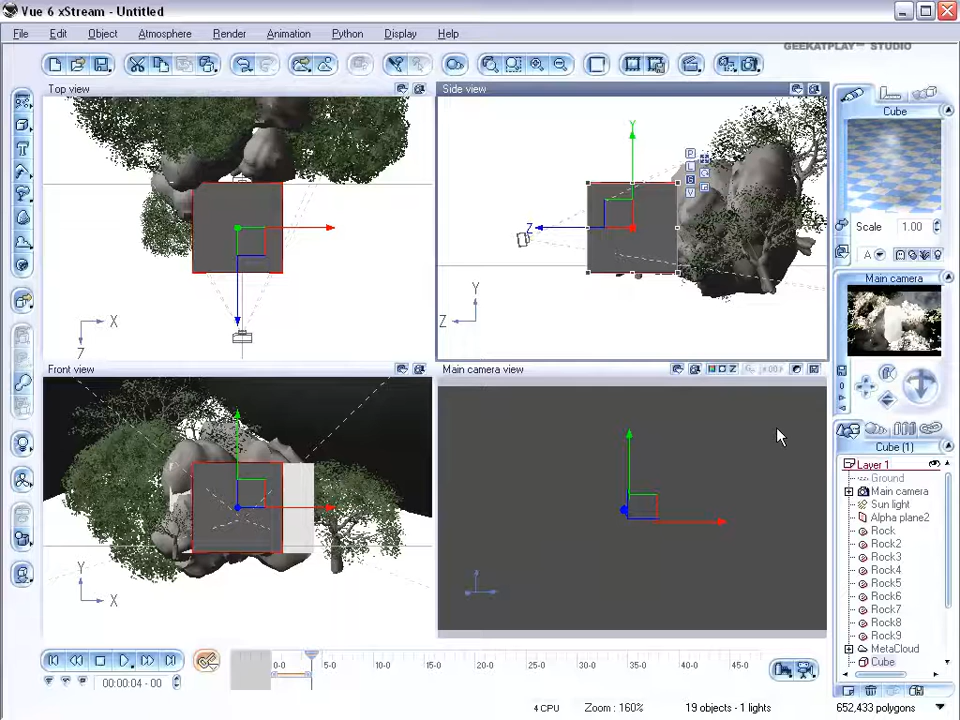 Vue 6 xStream - Untitled
File Edit Object Atmosphere Render Animation Python Display Help
GEEKATPLAY STUDIO
Top view
Side view
Cube
Scale 1.00
A
Main camera
X
Z
Y
Z
P
L
V
Y
Z
Front view
Main camera view
Cube (1)
Layer 1
Ground
Main camera
Sun light
Alpha plane2
Rock
Rock2
Rock3
Rock4
Rock5
Rock6
Rock7
Rock8
Rock9
MetaCloud
Cube
Y
X
0-0 5-0 10-0 15-0 20-0 25-0 30-0 35-0 40-0 45-0
00:00:04 - 00
4 CPU Zoom : 160% 19 objects - 1 lights 652,433 polygons